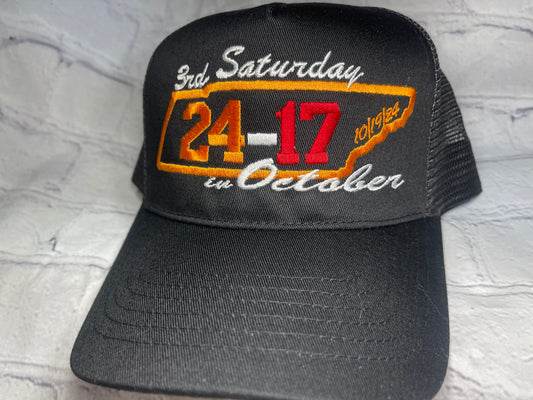 3rd Saturday
24-17
10/19/24
in October